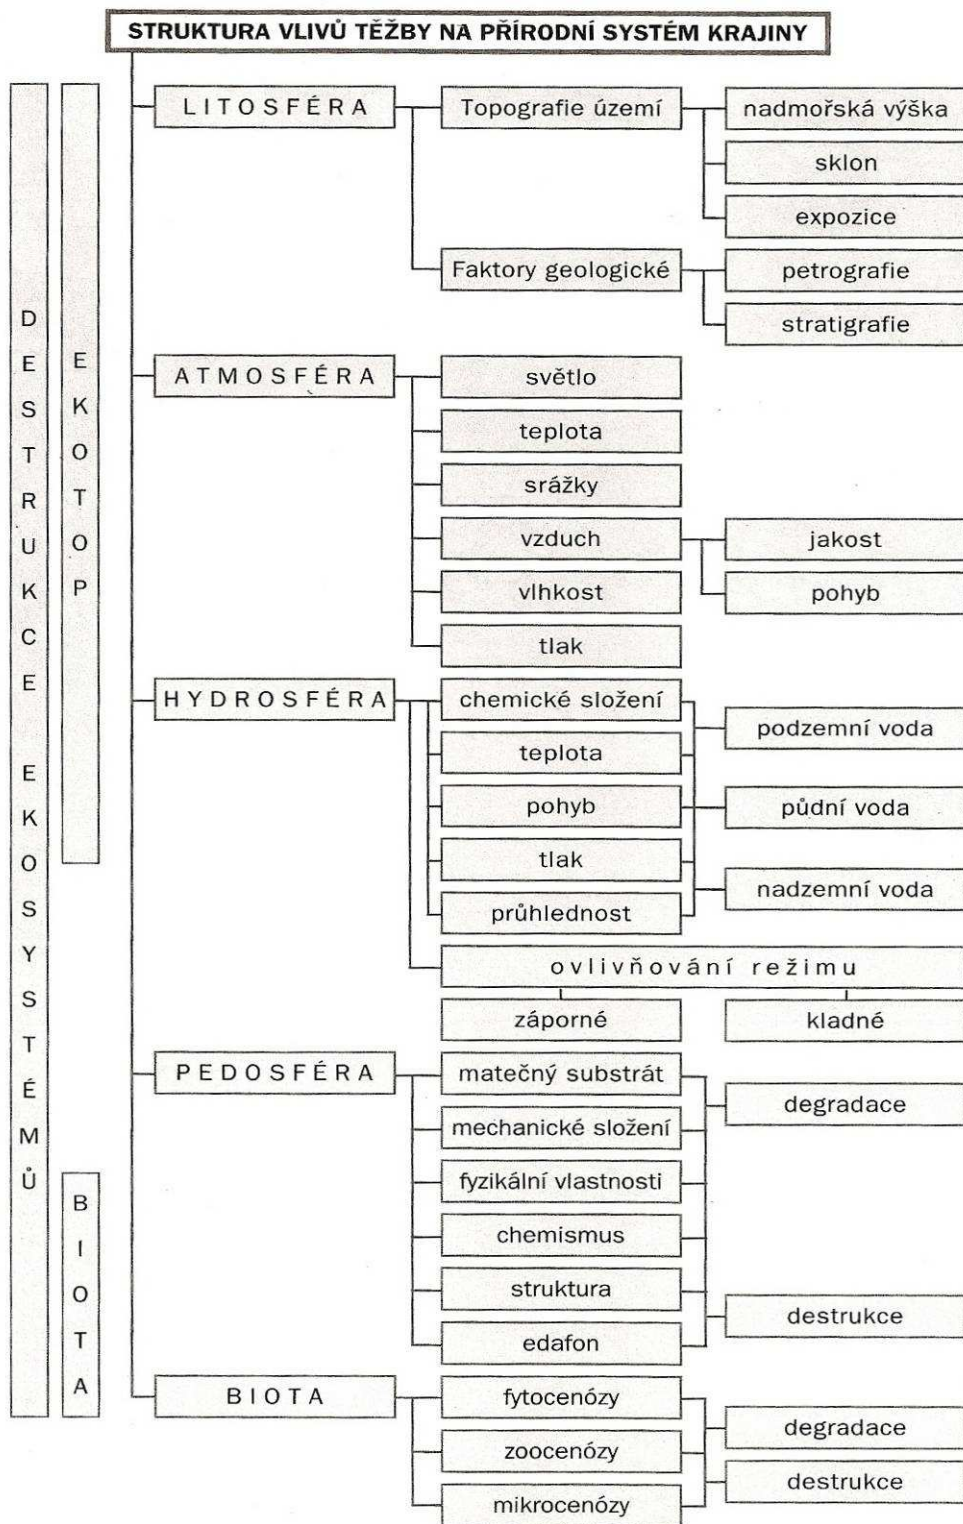 STRUKTURA VLIVŮ TĚŽBY NA PŘÍRODNÍ SYSTÉM KRAJINY
DESTRUKCE EKOSYSTÉMŮ
EKOTOP
BIOTA
LITOSFÉRA
Topografie území
nadmořská výška
sklon
expozice
Faktory geologické
petrografie
stratigrafie
ATMOSFÉRA
světlo
teplota
srážky
vzduch
jakost
pohyb
vlhkost
tlak
HYDROSFÉRA
chemické složení
teplota
pohyb
tlak
průhlednost
podzemní voda
půdní voda
nadzemní voda
ovlivňování režimu
záporné
kladné
PEDOSFÉRA
matečný substrát
mechanické složení
fyzikální vlastnosti
chemismus
struktura
edafon
degradace
destrukce
BIOTA
fytocenózy
zoocenózy
mikrocenózy
degradace
destrukce